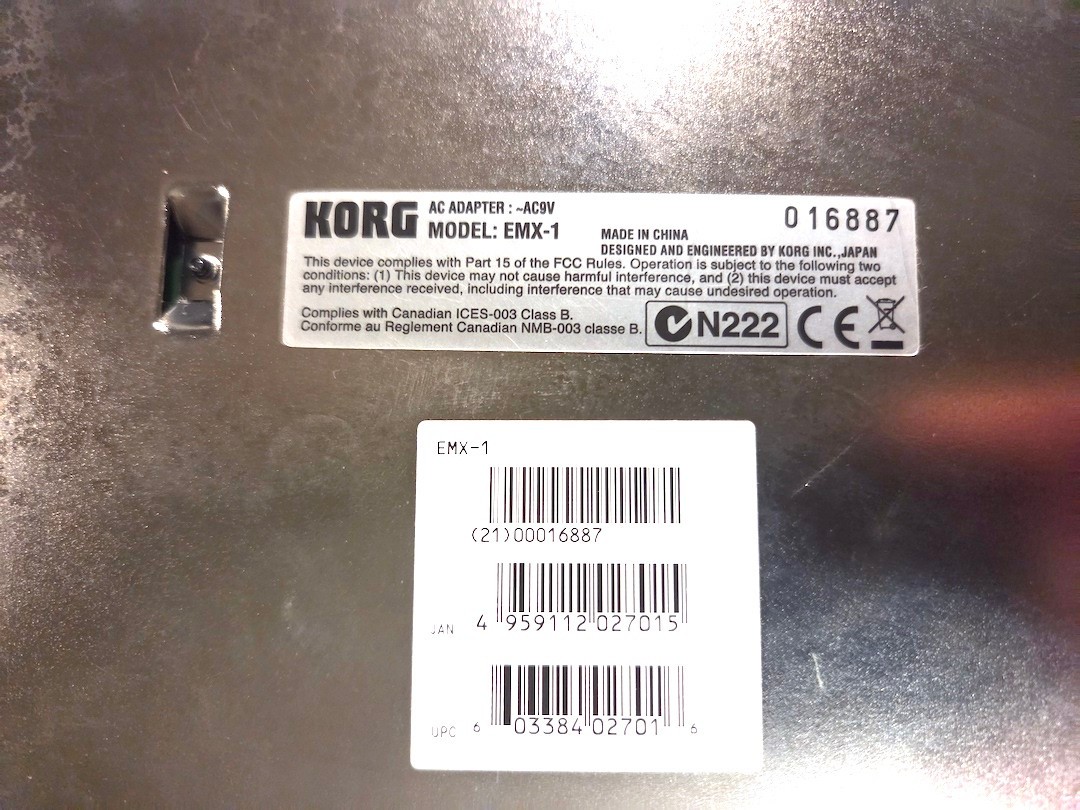 KORG
AC ADAPTER : ~AC9V
MODEL: EMX-1
016887
MADE IN CHINA
DESIGNED AND ENGINEERED BY KORG INC.,JAPAN
This device complies with Part 15 of the FCC Rules. Operation is subject to the following two
conditions: (1) This device may not cause harmful interference, and (2) this device must accept
any interference received, including interference that may cause undesired operation.
Complies with Canadian ICES-003 Class B.
Conforme au Reglement Canadian NMB-003 classe B.
N222
CE
EMX-1
(21)00016887
JAN 4 959112 027015
UPC 6 03384 02701 6